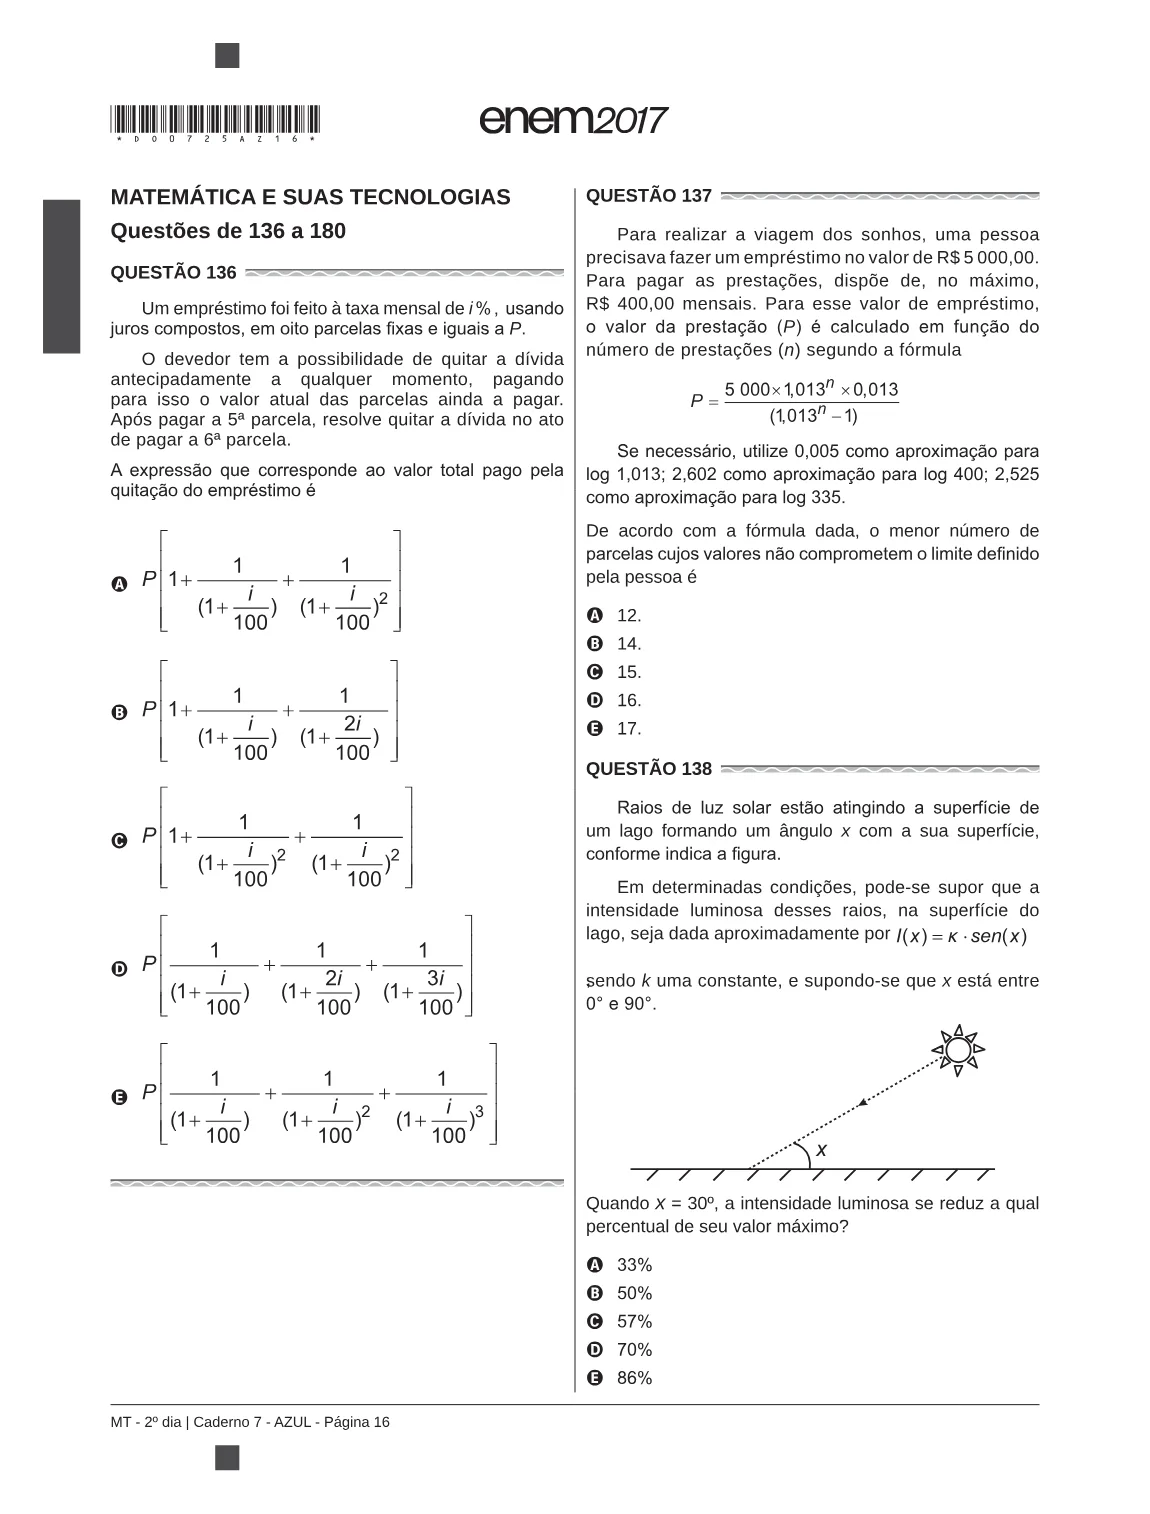 *D00725AZ16*
enem2017
MATEMÁTICA E SUAS TECNOLOGIAS
Questões de 136 a 180
QUESTÃO 136
Um empréstimo foi feito à taxa mensal de i%, usando
juros compostos, em oito parcelas fixas e iguais a P.
O devedor tem a possibilidade de quitar a dívida
antecipadamente a qualquer momento, pagando
para isso o valor atual das parcelas ainda a pagar.
Após pagar a 5ª parcela, resolve quitar a dívida no ato
de pagar a 6ª parcela.
A expressão que corresponde ao valor total pago pela
quitação do empréstimo é
A P[1 + 1/(1 + i/100) + 1/(1 + i/100)²]
B P[1 + 1/(1 + i/100) + 1/(1 + 2i/100)]
C P[1 + 1/(1 + i/100)² + 1/(1 + i/100)²]
D P[1/(1 + i/100) + 1/(1 + 2i/100) + 1/(1 + 3i/100)]
E P[1/(1 + i/100) + 1/(1 + i/100)² + 1/(1 + i/100)³]
QUESTÃO 137
Para realizar a viagem dos sonhos, uma pessoa
precisava fazer um empréstimo no valor de R$ 5 000,00.
Para pagar as prestações, dispõe de, no máximo,
R$ 400,00 mensais. Para esse valor de empréstimo,
o valor da prestação (P) é calculado em função do
número de prestações (n) segundo a fórmula
P = 5 000 × 1,013ⁿ × 0,013 / (1,013ⁿ − 1)
Se necessário, utilize 0,005 como aproximação para
log 1,013; 2,602 como aproximação para log 400; 2,525
como aproximação para log 335.
De acordo com a fórmula dada, o menor número de
parcelas cujos valores não comprometem o limite definido
pela pessoa é
A 12.
B 14.
C 15.
D 16.
E 17.
QUESTÃO 138
Raios de luz solar estão atingindo a superfície de
um lago formando um ângulo x com a sua superfície,
conforme indica a figura.
Em determinadas condições, pode-se supor que a
intensidade luminosa desses raios, na superfície do
lago, seja dada aproximadamente por I(x) = κ · sen(x)
sendo k uma constante, e supondo-se que x está entre
0° e 90°.
x
Quando x = 30º, a intensidade luminosa se reduz a qual
percentual de seu valor máximo?
A 33%
B 50%
C 57%
D 70%
E 86%
MT - 2º dia | Caderno 7 - AZUL - Página 16